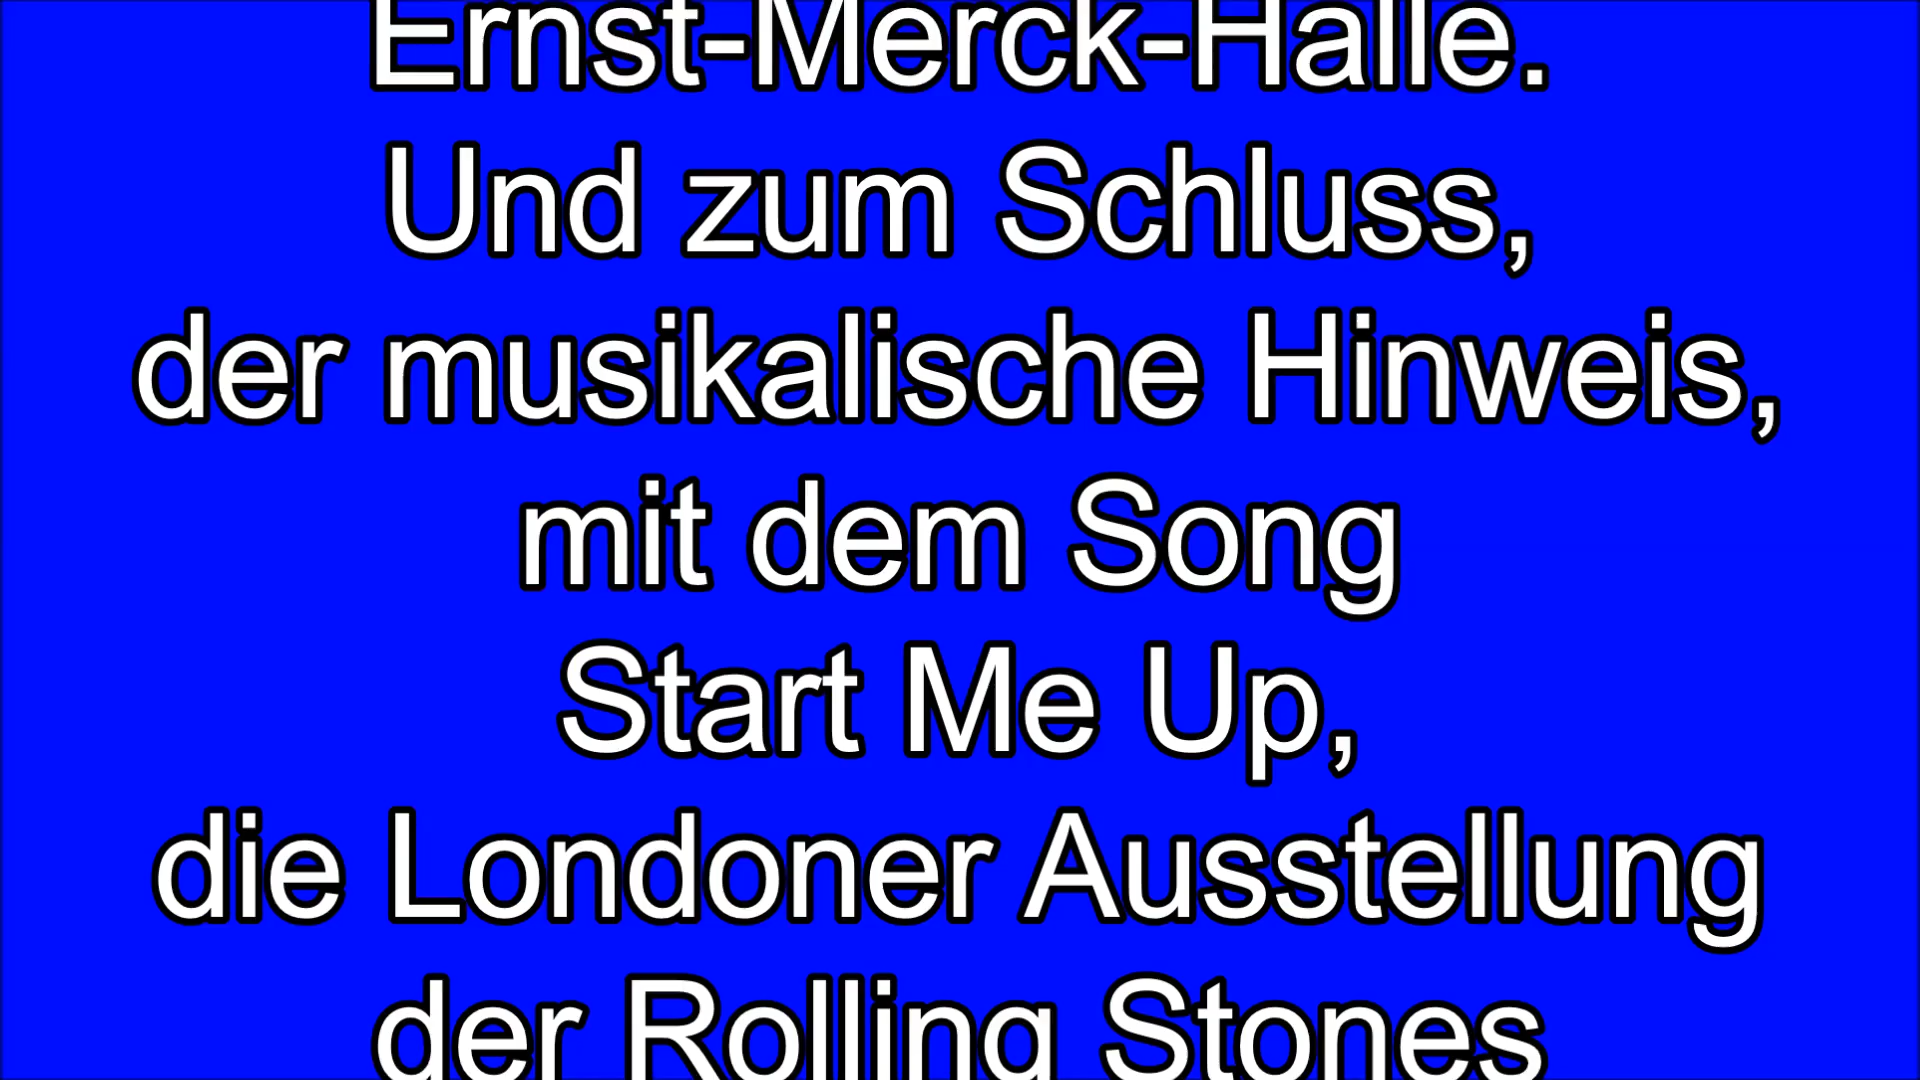 Ernst-Merck-Halle.
Und zum Schluss,
der musikalische Hinweis,
mit dem Song
Start Me Up,
die Londoner Ausstellung
der Rolling Stones